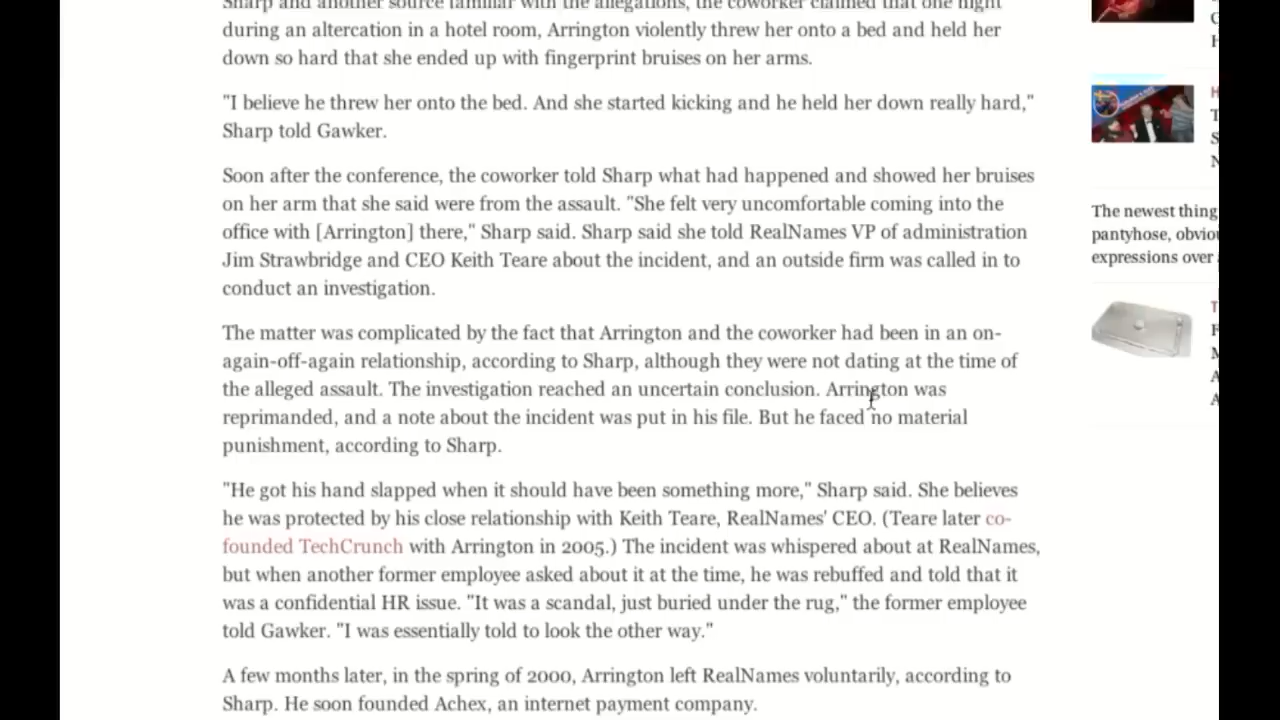 Sharp and another source familiar with the allegations, the coworker claimed that one night
during an altercation in a hotel room, Arrington violently threw her onto a bed and held her
down so hard that she ended up with fingerprint bruises on her arms.
"I believe he threw her onto the bed. And she started kicking and he held her down really hard,"
Sharp told Gawker.
Soon after the conference, the coworker told Sharp what had happened and showed her bruises
on her arm that she said were from the assault. "She felt very uncomfortable coming into the
office with [Arrington] there," Sharp said. Sharp said she told RealNames VP of administration
Jim Strawbridge and CEO Keith Teare about the incident, and an outside firm was called in to
conduct an investigation.
The matter was complicated by the fact that Arrington and the coworker had been in an on-
again-off-again relationship, according to Sharp, although they were not dating at the time of
the alleged assault. The investigation reached an uncertain conclusion. Arrington was
reprimanded, and a note about the incident was put in his file. But he faced no material
punishment, according to Sharp.
"He got his hand slapped when it should have been something more," Sharp said. She believes
he was protected by his close relationship with Keith Teare, RealNames' CEO. (Teare later co-
founded TechCrunch with Arrington in 2005.) The incident was whispered about at RealNames,
but when another former employee asked about it at the time, he was rebuffed and told that it
was a confidential HR issue. "It was a scandal, just buried under the rug," the former employee
told Gawker. "I was essentially told to look the other way."
A few months later, in the spring of 2000, Arrington left RealNames voluntarily, according to
Sharp. He soon founded Achex, an internet payment company.
The newest thing
pantyhose,
expressions over